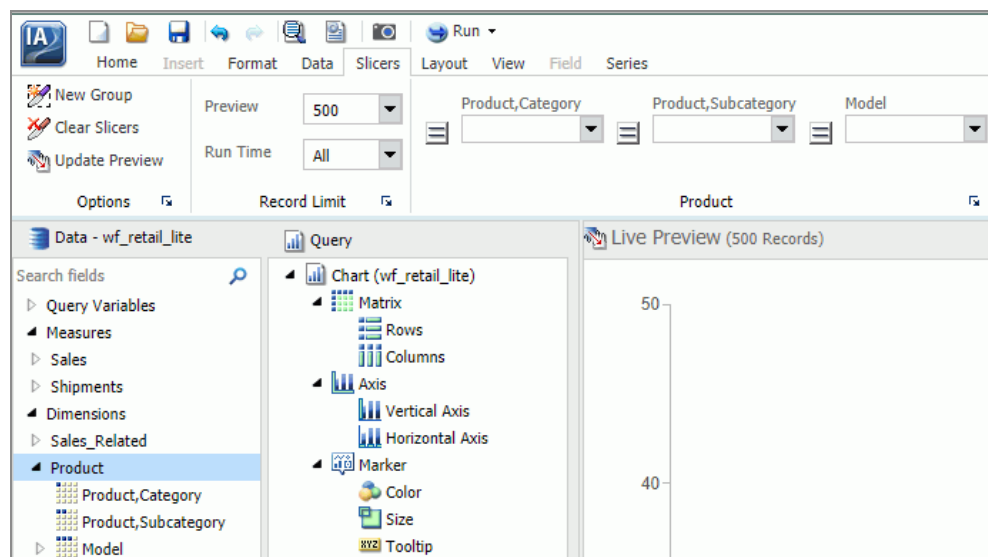 IA
Run
Home Insert Format Data Slicers Layout View Field Series
New Group
Clear Slicers
Update Preview
Options
Preview 500
Run Time All
Record Limit
Product,Category Product,Subcategory Model
Product
Data - wf_retail_lite
Search fields
Query Variables
Measures
Sales
Shipments
Dimensions
Sales_Related
Product
Product,Category
Product,Subcategory
Model
Query
Chart (wf_retail_lite)
Matrix
Rows
Columns
Axis
Vertical Axis
Horizontal Axis
Marker
Color
Size
XYZ Tooltip
Live Preview (500 Records)
50
40